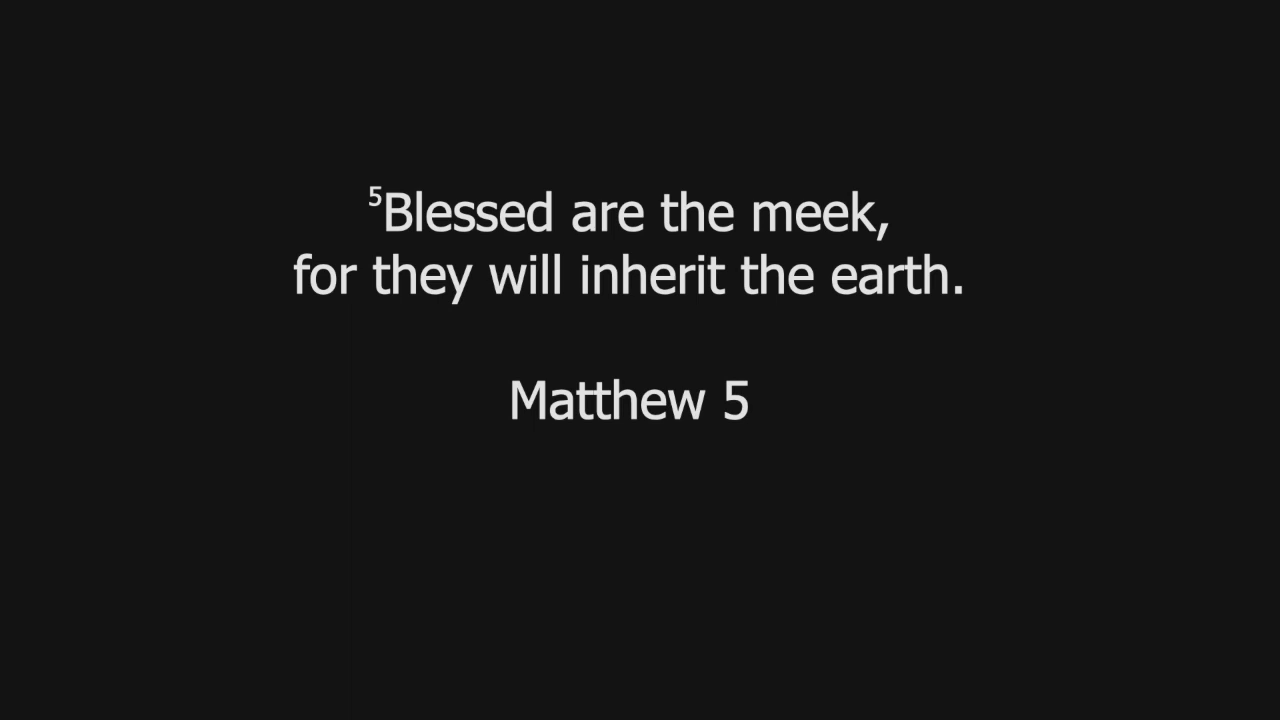 ⁵Blessed are the meek,
for they will inherit the earth.
Matthew 5